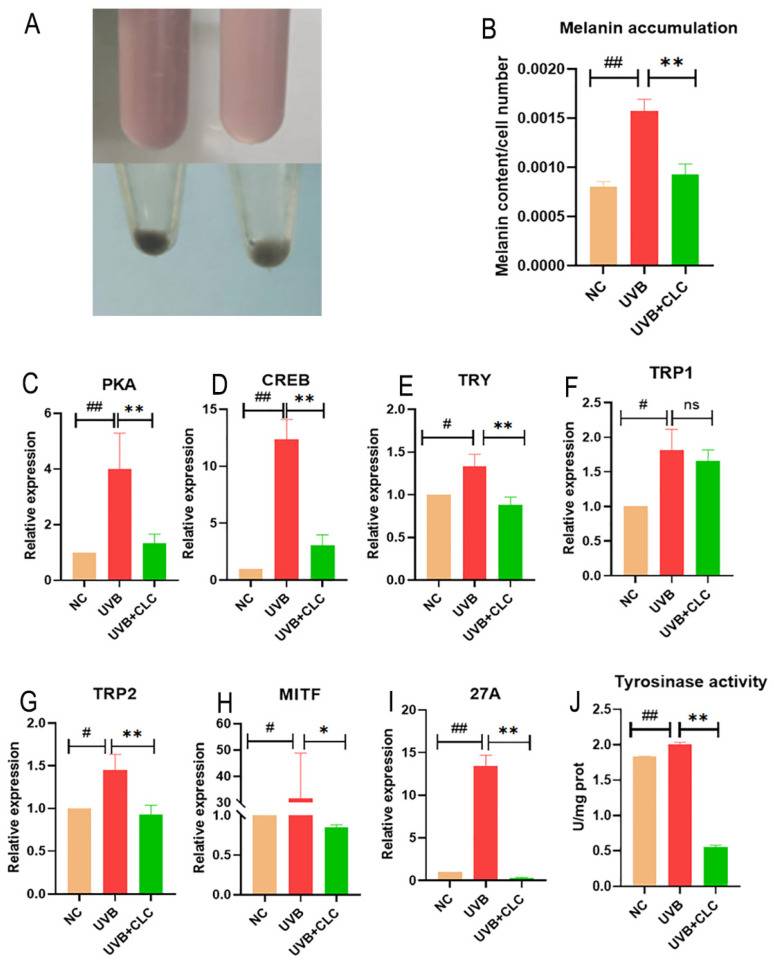 A
B
Melanin accumulation
Melanin content/cell number
0.0020
0.0015
0.0010
0.0005
0.0000
##
**
NC
UVB
UVB+CLC
C
PKA
Relative expression
6
4
2
0
##
**
NC
UVB
UVB+CLC
D
CREB
Relative expression
15
10
5
0
##
**
NC
UVB
UVB+CLC
E
TRY
Relative expression
2.0
1.5
1.0
0.5
0.0
#
**
NC
UVB
UVB+CLC
F
TRP1
Relative expression
2.5
2.0
1.5
1.0
0.5
0.0
#
ns
NC
UVB
UVB+CLC
G
TRP2
Relative expression
2.0
1.5
1.0
0.5
0.0
#
**
NC
UVB
UVB+CLC
H
MITF
Relative expression
60
50
40
30
1.0
0.5
0.0
#
*
NC
UVB
UVB+CLC
I
27A
Relative expression
15
10
5
0
##
**
NC
UVB
UVB+CLC
J
Tyrosinase activity
U/mg prot
2.5
2.0
1.5
1.0
0.5
0.0
##
**
NC
UVB
UVB+CLC